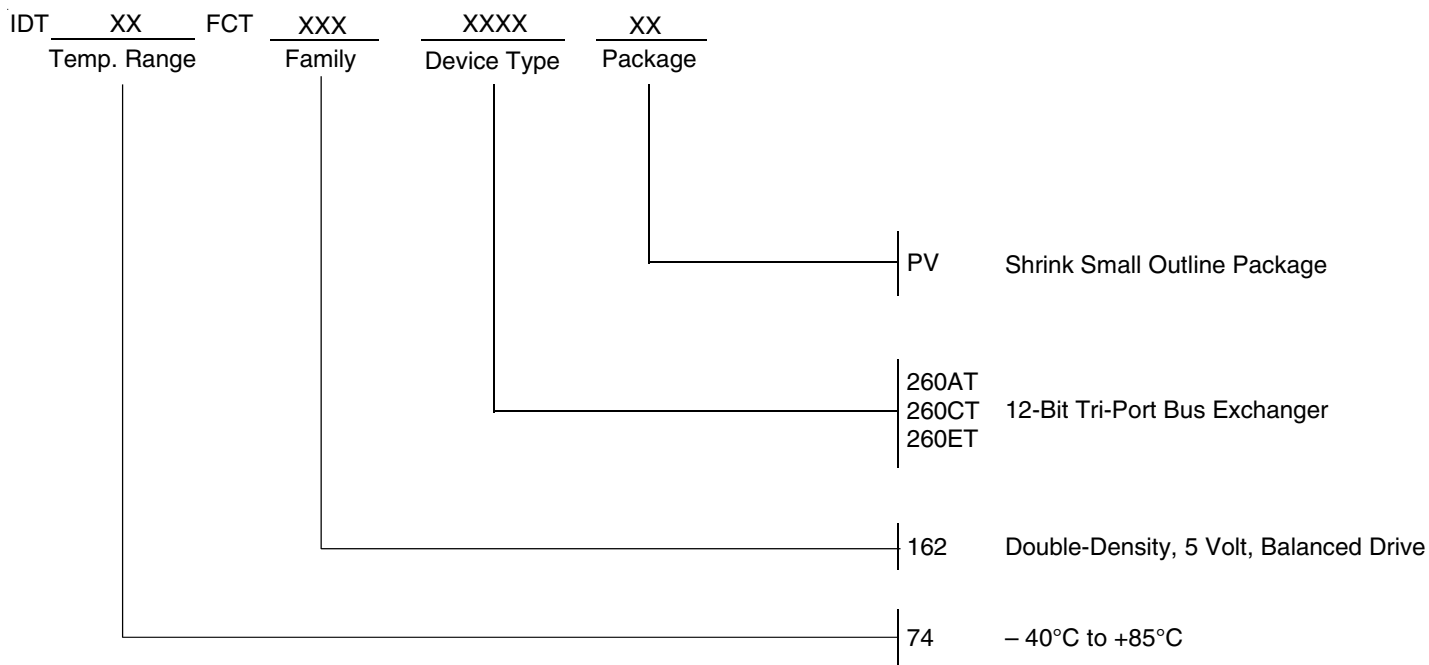 IDT XX FCT XXX XXXX XX
Temp. Range Family Device Type Package
PV Shrink Small Outline Package
260AT
260CT 12-Bit Tri-Port Bus Exchanger
260ET
162 Double-Density, 5 Volt, Balanced Drive
74 – 40°C to +85°C